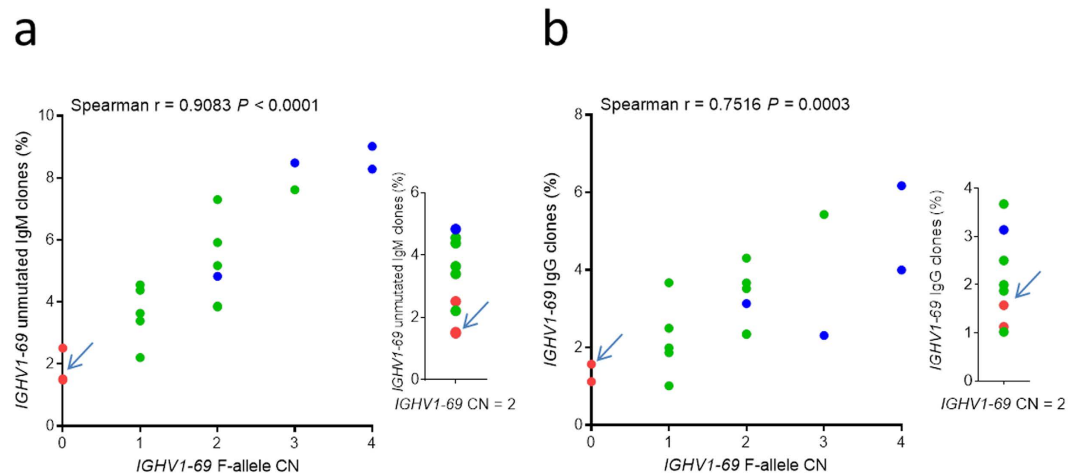 a
Spearman r = 0.9083 P < 0.0001
IGHV1-69 unmutated IgM clones (%)
10
8
6
4
2
0
0 1 2 3 4
IGHV1-69 F-allele CN
IGHV1-69 unmutated IgM clones (%)
6
4
2
0
IGHV1-69 CN = 2
b
Spearman r = 0.7516 P = 0.0003
IGHV1-69 IgG clones (%)
8
6
4
2
0
0 1 2 3 4
IGHV1-69 F-allele CN
IGHV1-69 IgG clones (%)
4
3
2
1
0
IGHV1-69 CN = 2